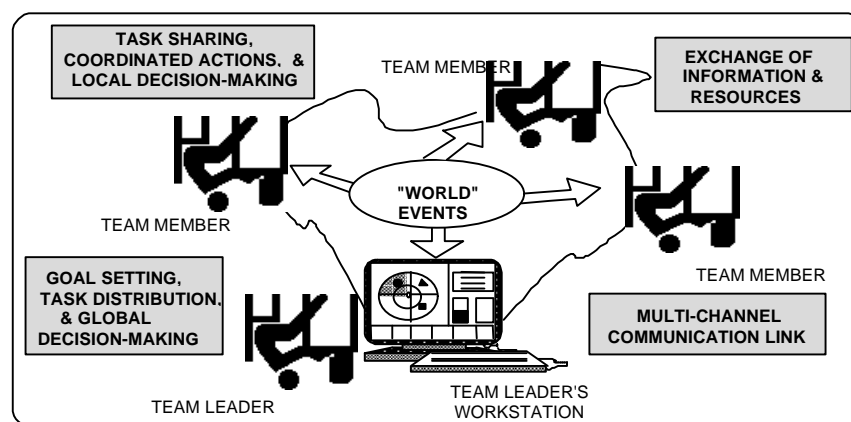 TASK SHARING,
COORDINATED ACTIONS, &
LOCAL DECISION-MAKING
TEAM MEMBER
EXCHANGE OF
INFORMATION &
RESOURCES
"WORLD"
EVENTS
TEAM MEMBER
TEAM MEMBER
GOAL SETTING,
TASK DISTRIBUTION,
& GLOBAL
DECISION-MAKING
MULTI-CHANNEL
COMMUNICATION LINK
TEAM LEADER
TEAM LEADER'S
WORKSTATION